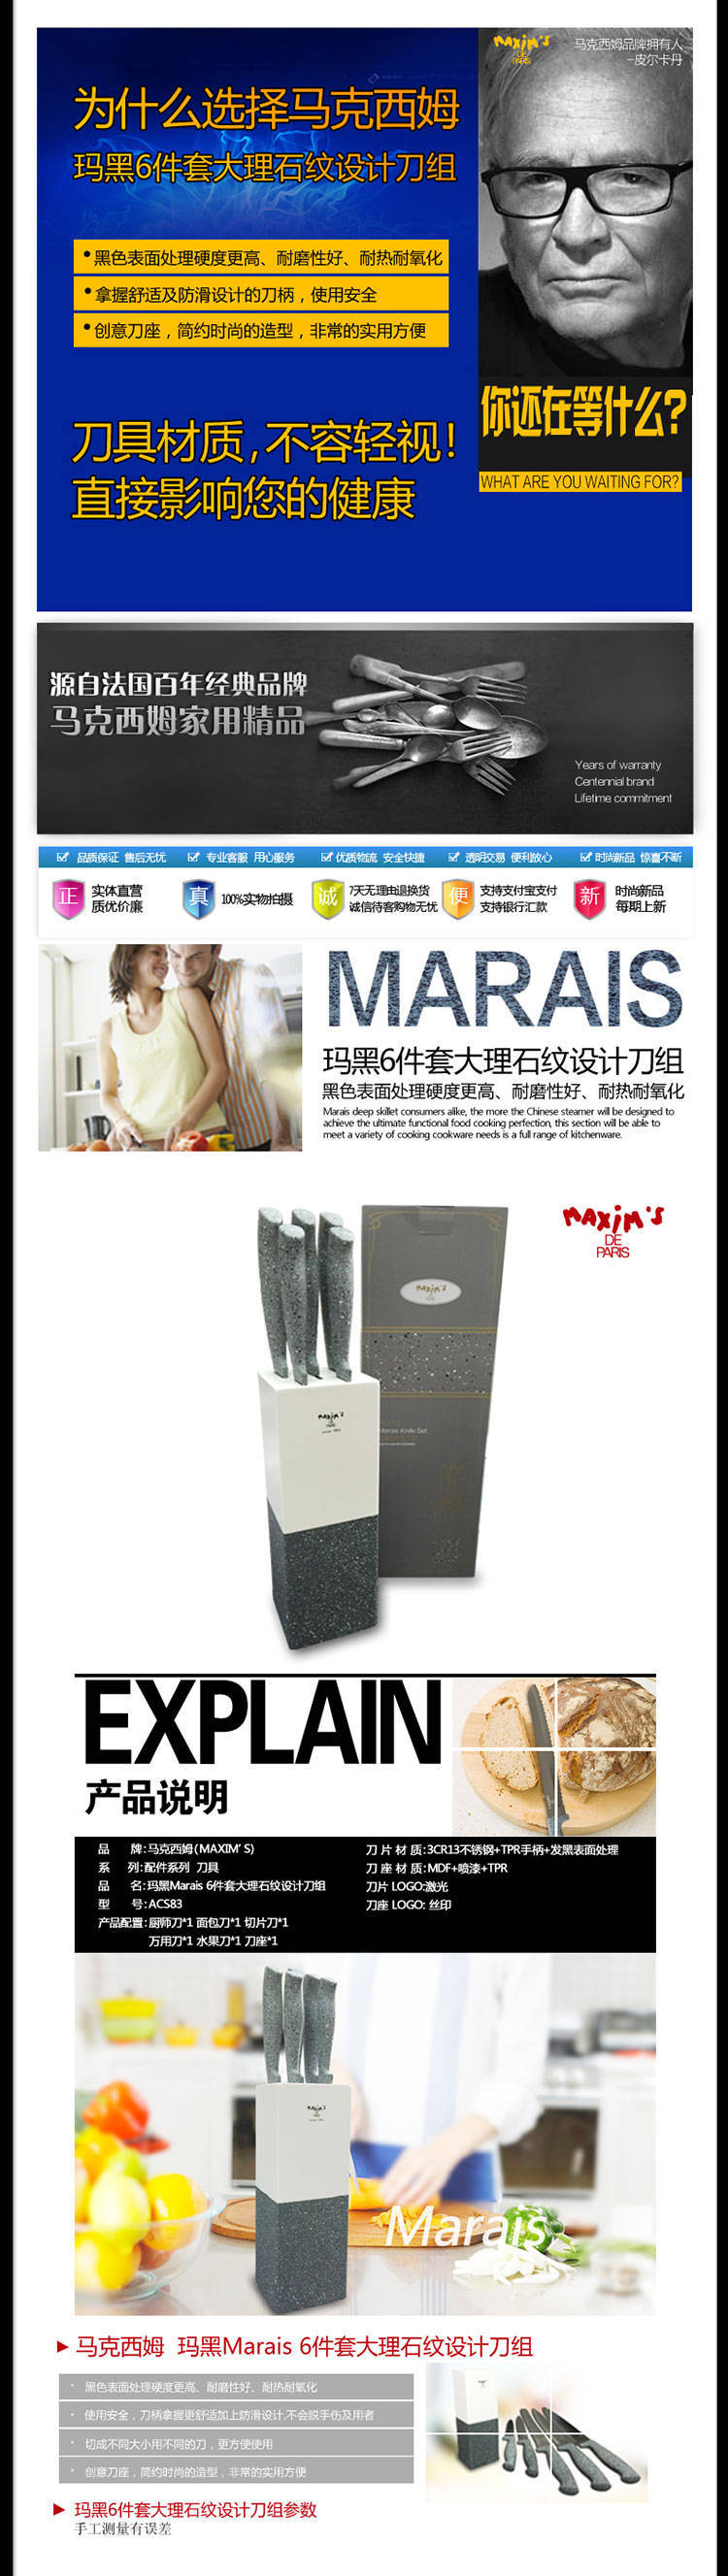 MAXIM'S
DE
PARIS
马克西姆品牌拥有人
-皮尔卡丹
为什么选择马克西姆
玛黑6件套大理石纹设计刀组
•黑色表面处理硬度更高、耐磨性好、耐热耐氧化
•拿握舒适及防滑设计的刀柄，使用安全
•创意刀座，简约时尚的造型，非常的实用方便
你还在等什么?
WHAT ARE YOU WAITING FOR?
刀具材质,不容轻视!
直接影响您的健康
源自法国百年经典品牌
马克西姆家用精品
Years of warranty
Centennial brand
Lifetime commitment
品质保证 售后无忧
专业客服 用心服务
优质物流 安全快捷
透明交易 便利放心
时尚新品 惊喜不断
正
实体直营
质优价廉
真
100%实物拍摄
诚
7天无理由退换货
诚信待客购物无忧
便
支持支付宝支付
支持银行汇款
新
时尚新品
每期上新
MARAIS
玛黑6件套大理石纹设计刀组
黑色表面处理硬度更高、耐磨性好、耐热耐氧化
Marais deep skillet consumers alike, the more the Chinese steamer will be designed to
achieve the ultimate functional food cooking perfection, this section will be able to
meet a variety of cooking cookware needs is a full range of kitchenware.
MAXIM'S
DE
PARIS
MAXIM'S
MAXIM'S
Marais Knife Set
EXPLAIN
产品说明
品 牌:马克西姆(MAXIM'S)
系 列:配件系列 刀具
品 名:玛黑Marais 6件套大理石纹设计刀组
型 号:ACS83
产品配置:厨师刀*1 面包刀*1 切片刀*1
万用刀*1 水果刀*1 刀座*1
刀 片 材 质:3CR13不锈钢+TPR手柄+发黑表面处理
刀 座 材 质:MDF+喷漆+TPR
刀片 LOGO:激光
刀座 LOGO: 丝印
MAXIM'S
Marais
马克西姆 玛黑Marais 6件套大理石纹设计刀组
· 黑色表面处理硬度更高、耐磨性好、耐热耐氧化
· 使用安全，刀柄拿握更舒适加上防滑设计,不会脱手伤及用者
· 切成不同大小用不同的刀，更方便使用
· 创意刀座，简约时尚的造型，非常的实用方便
玛黑6件套大理石纹设计刀组参数
手工测量有误差